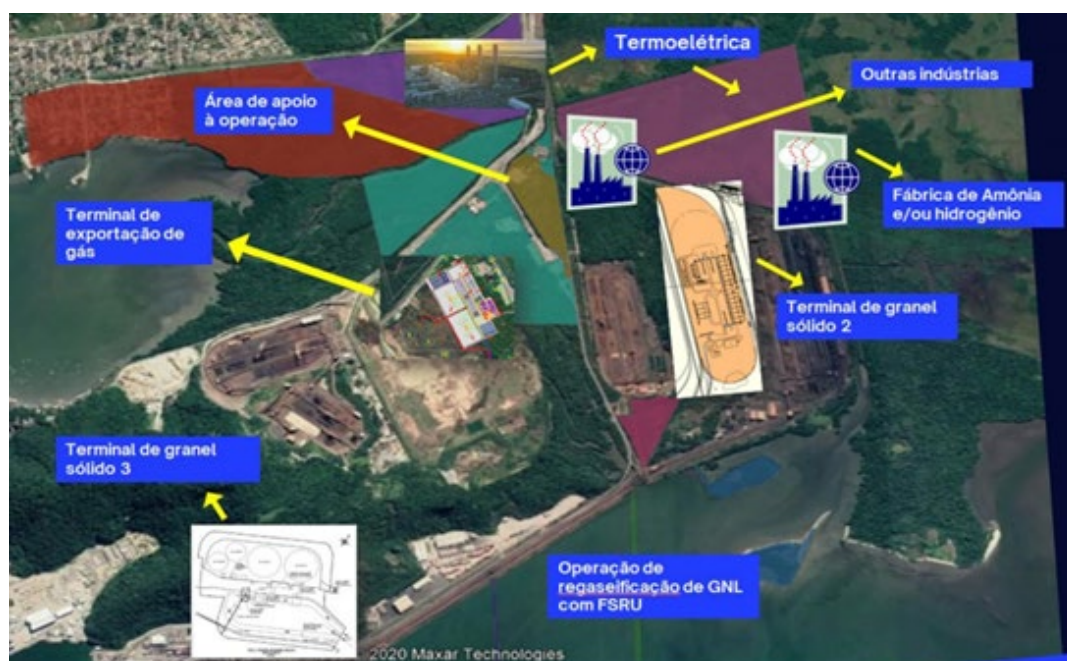 Termoelétrica
Outras indústrias
Área de apoio
à operação
Fábrica de Amônia
e/ou hidrogênio
Terminal de
exportação de
gás
Terminal de granel
sólido 2
Terminal de granel
sólido 3
Operação de
regaseificação de GNL
com FSRU
2020 Maxar Technologies